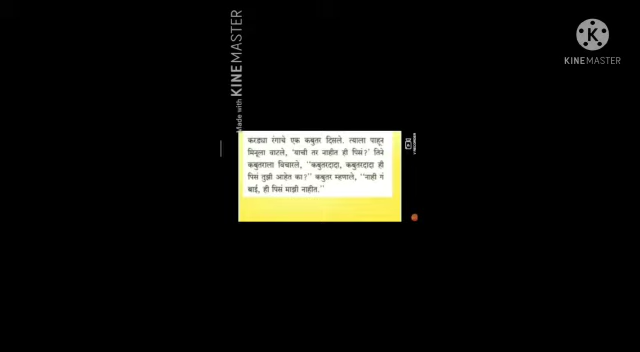 KINEMASTER
Made with KINEMASTER
करड्या रंगाचे एक कबुतर दिसले. त्याला पाहून
मिनूला वाटले, 'याची तर नाहीत ही पिसं?' तिने
कबुतराला विचारले, "कबुतरदादा, कबुतरदादा ही
पिसं तुझी आहेत का?" कबुतर म्हणाले, "नाही गं
बाई, ही पिसं माझी नाहीत."